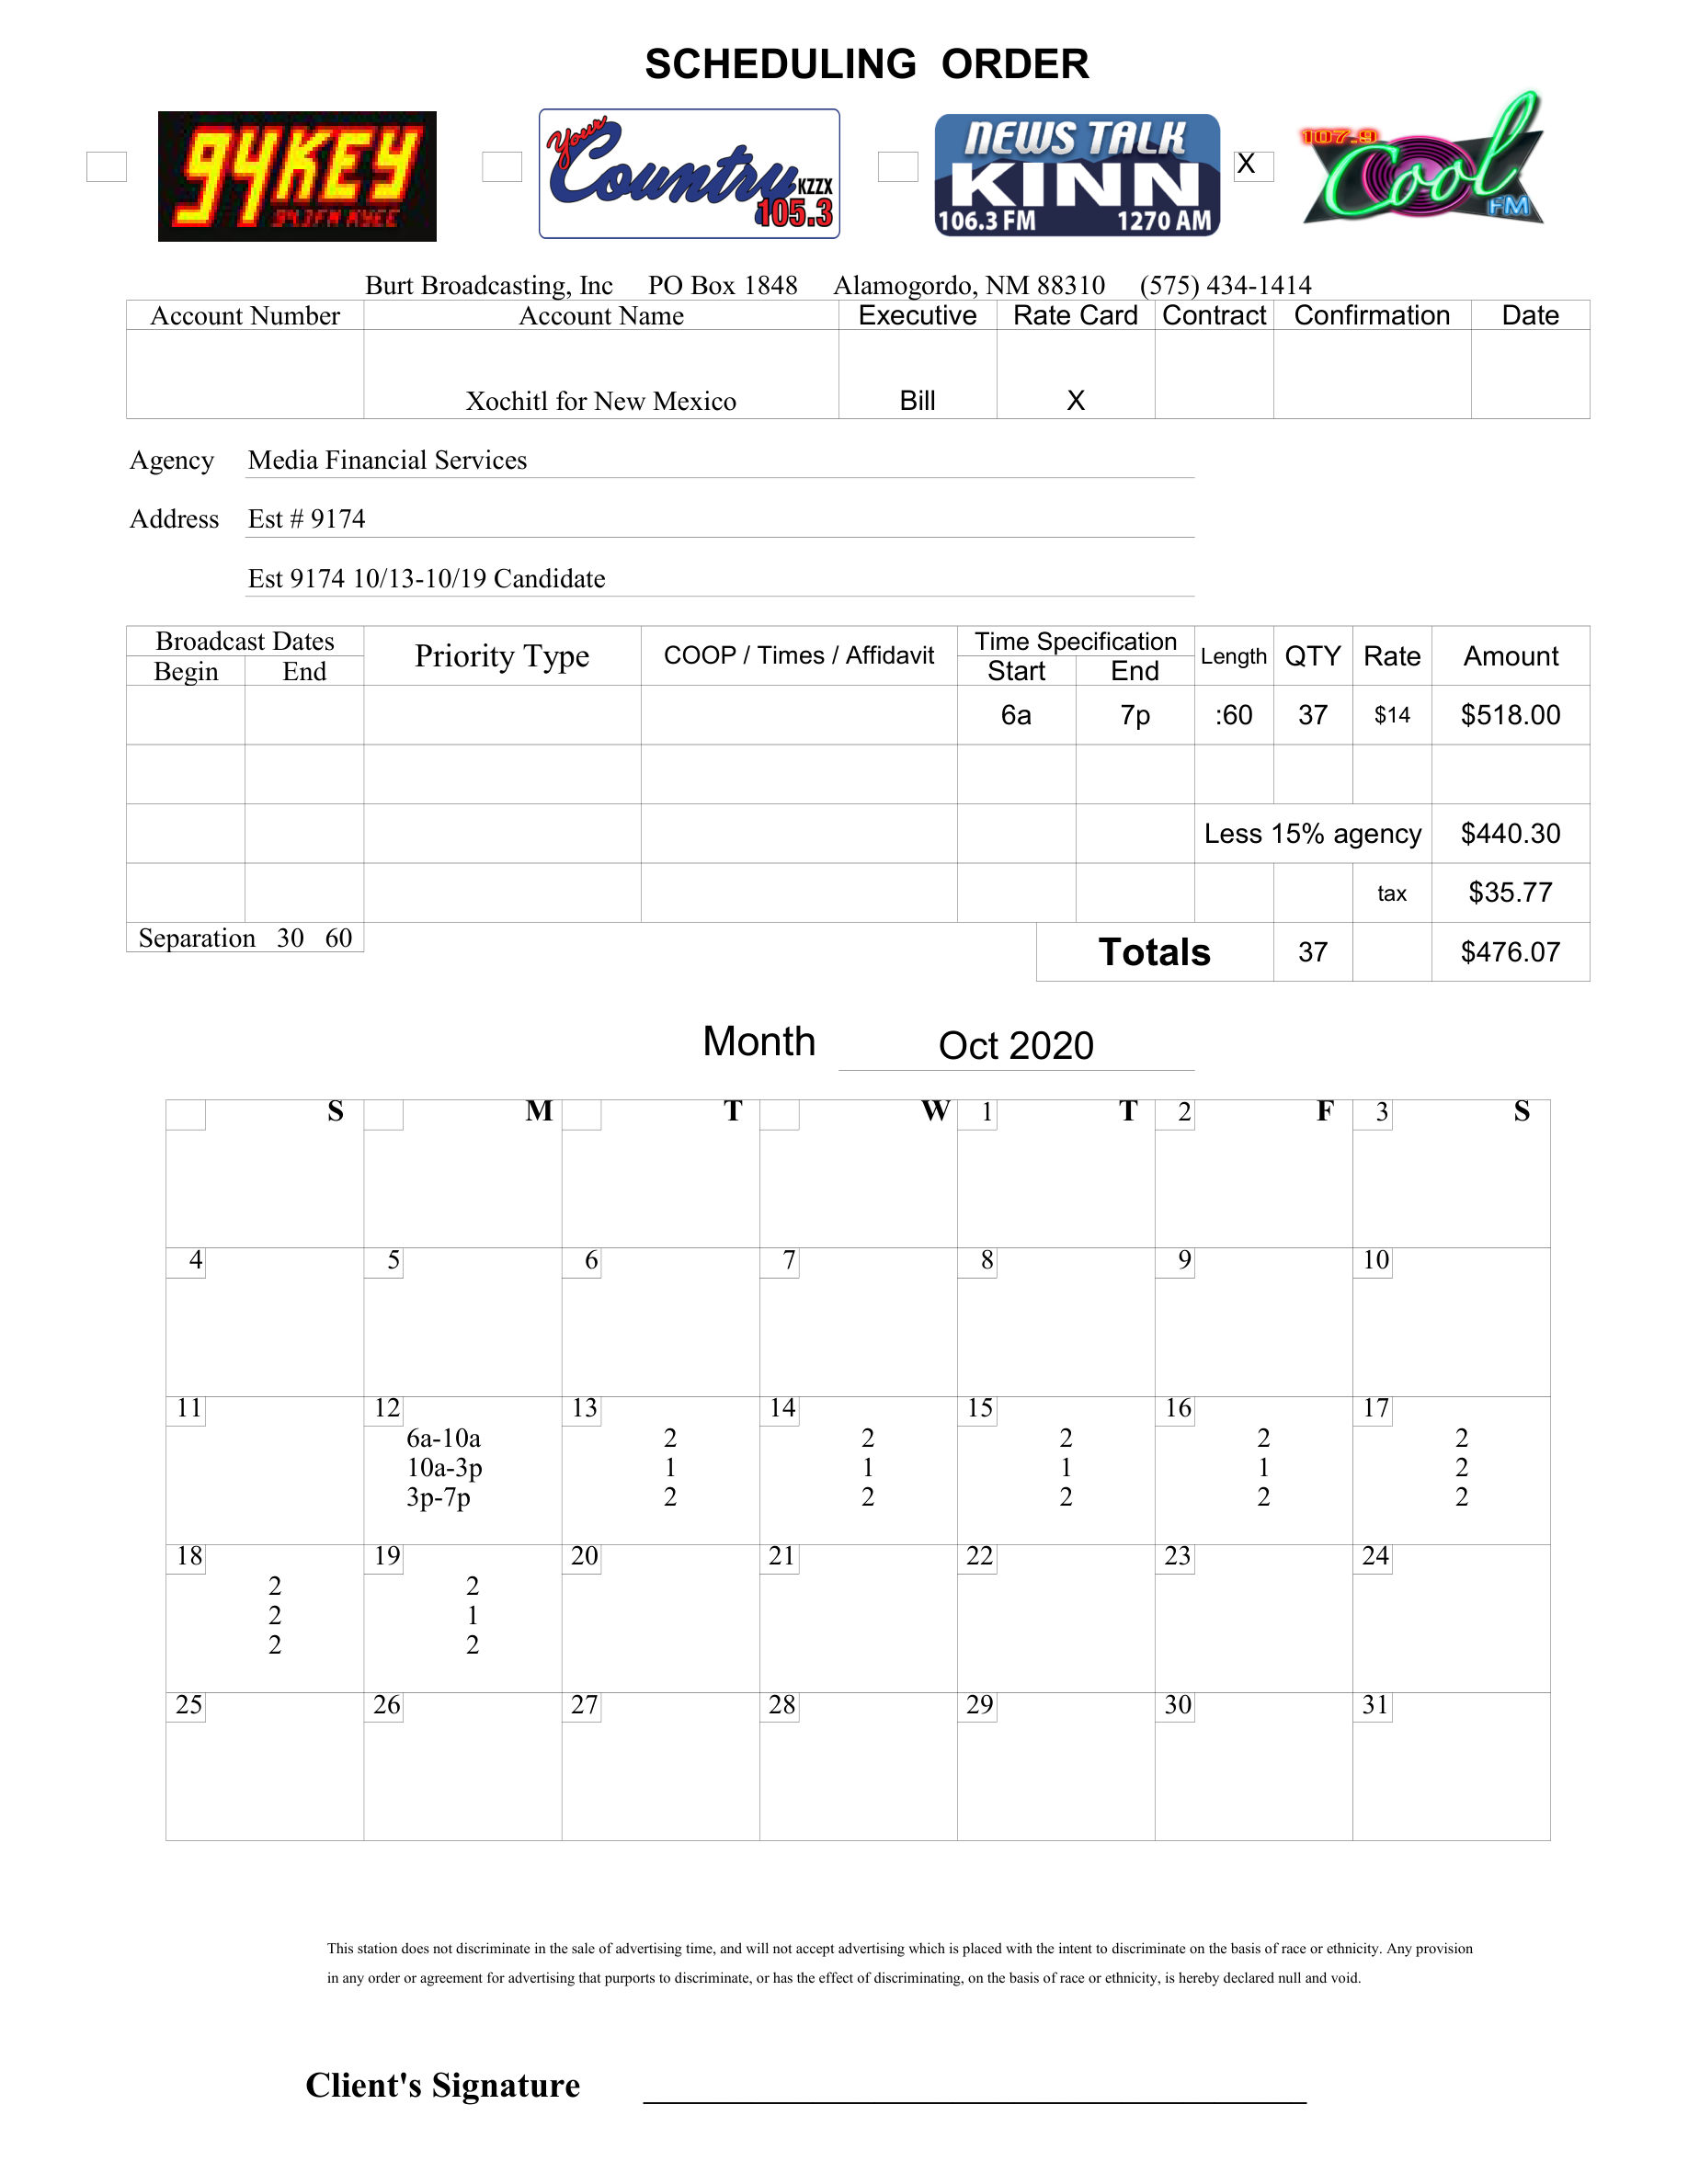 SCHEDULING ORDER
94KEY
94.3FM KYEE
Your
Country
KZZX
105.3
NEWS TALK
KINN
106.3 FM 1270 AM
X
107.9
Cool
FM
Burt Broadcasting, Inc PO Box 1848 Alamogordo, NM 88310 (575) 434-1414
Account Number Account Name Executive Rate Card Contract Confirmation Date
Xochitl for New Mexico Bill X
Agency Media Financial Services
Address Est # 9174
Est 9174 10/13-10/19 Candidate
Broadcast Dates Priority Type COOP / Times / Affidavit Time Specification Length QTY Rate Amount
Begin End Start End
6a 7p :60 37 $14 $518.00
Less 15% agency $440.30
tax $35.77
Separation 30 60 Totals 37 $476.07
Month Oct 2020
S M T W 1 T 2 F 3 S
4 5 6 7 8 9 10
11 12 13 14 15 16 17
6a-10a 2 2 2 2 2
10a-3p 1 1 1 1 2
3p-7p 2 2 2 2 2
18 19 20 21 22 23 24
2 2
2 1
2 2
25 26 27 28 29 30 31
This station does not discriminate in the sale of advertising time, and will not accept advertising which is placed with the intent to discriminate on the basis of race or ethnicity. Any provision
in any order or agreement for advertising that purports to discriminate, or has the effect of discriminating, on the basis of race or ethnicity, is hereby declared null and void.
Client's Signature